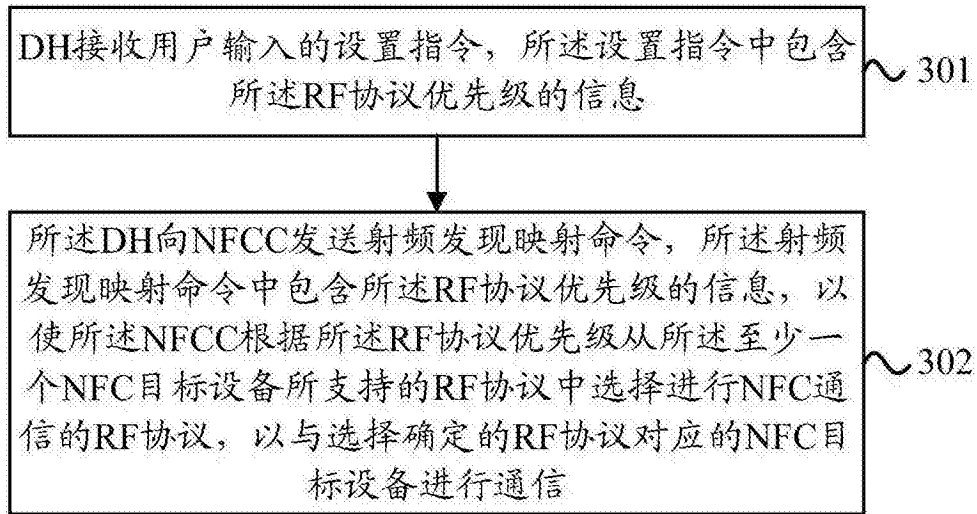 DH接收用户输入的设置指令，所述设置指令中包含
所述RF协议优先级的信息
301
所述DH向NFCC发送射频发现映射命令，所述射频
发现映射命令中包含所述RF协议优先级的信息，以
使所述NFCC根据所述RF协议优先级从所述至少一
个NFC目标设备所支持的RF协议中选择进行NFC通
信的RF协议，以与选择确定的RF协议对应的NFC目
标设备进行通信
302